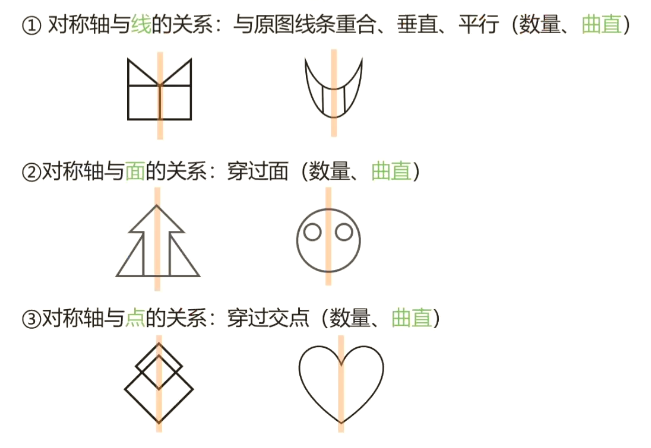 ① 对称轴与线的关系：与原图线条重合、垂直、平行（数量、曲直）
②对称轴与面的关系：穿过面（数量、曲直）
③对称轴与点的关系：穿过交点（数量、曲直）